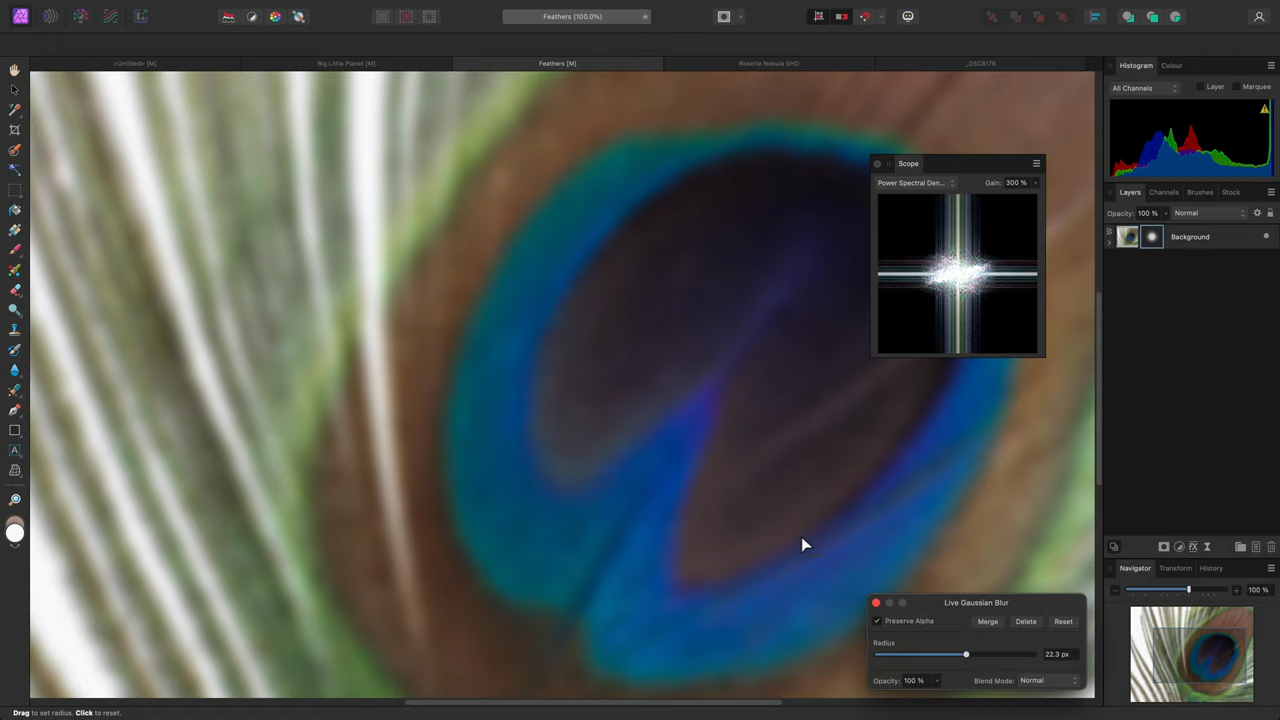 Feathers (100.0%)
<Untitled> [M]
Big Little Planet [M]
Feathers [M]
Rosette Nebula SHO
_DSC8176
Histogram
Colour
All Channels
Layer
Marquee
Scope
Power Spectral Den...
Gain:
300 %
Layers
Channels
Brushes
Stock
Opacity:
100 %
Normal
Background
Navigator
Transform
History
100 %
Live Gaussian Blur
Preserve Alpha
Merge
Delete
Reset
Radius
22.3 px
Opacity:
100 %
Blend Mode:
Normal
Drag to set radius. Click to reset.